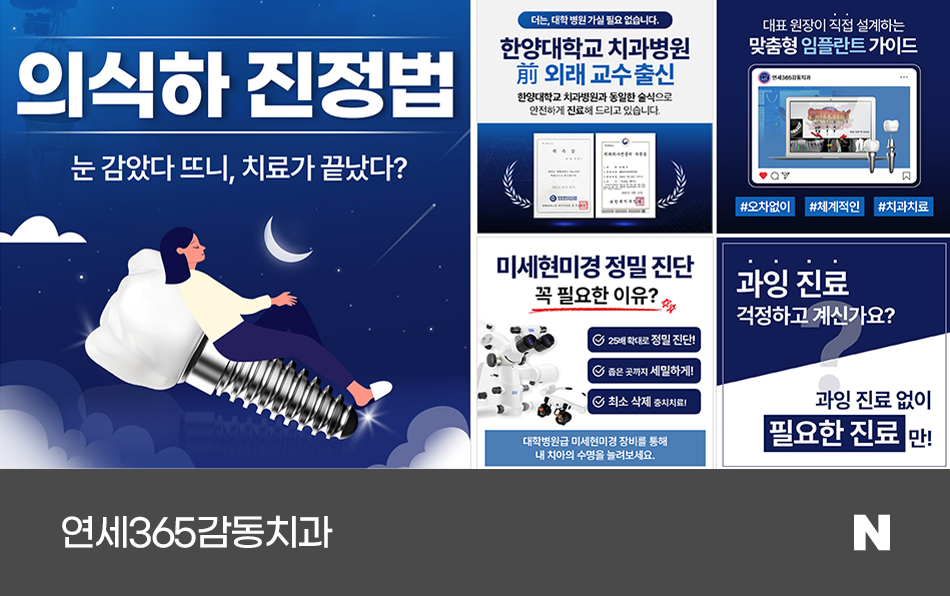 의식하 진정법
눈 감았다 뜨니, 치료가 끝났다?
더는, 대학 병원 가실 필요 없습니다.
한양대학교 치과병원
前 외래 교수 출신
한양대학교 치과병원과 동일한 술식으로
안전하게 진료해 드리고 있습니다.
대표 원장이 직접 설계하는
맞춤형 임플란트 가이드
연세365감동치과
#오차없이 #체계적인 #치과치료
미세현미경 정밀 진단
꼭 필요한 이유?
25배 확대로 정밀 진단!
좁은 곳까지 세밀하게!
최소 삭제 충치치료!
대학병원급 미세현미경 장비를 통해
내 치아의 수명을 늘려보세요.
과잉 진료
걱정하고 계신가요?
?
과잉 진료 없이
필요한 진료만!
연세365감동치과
N